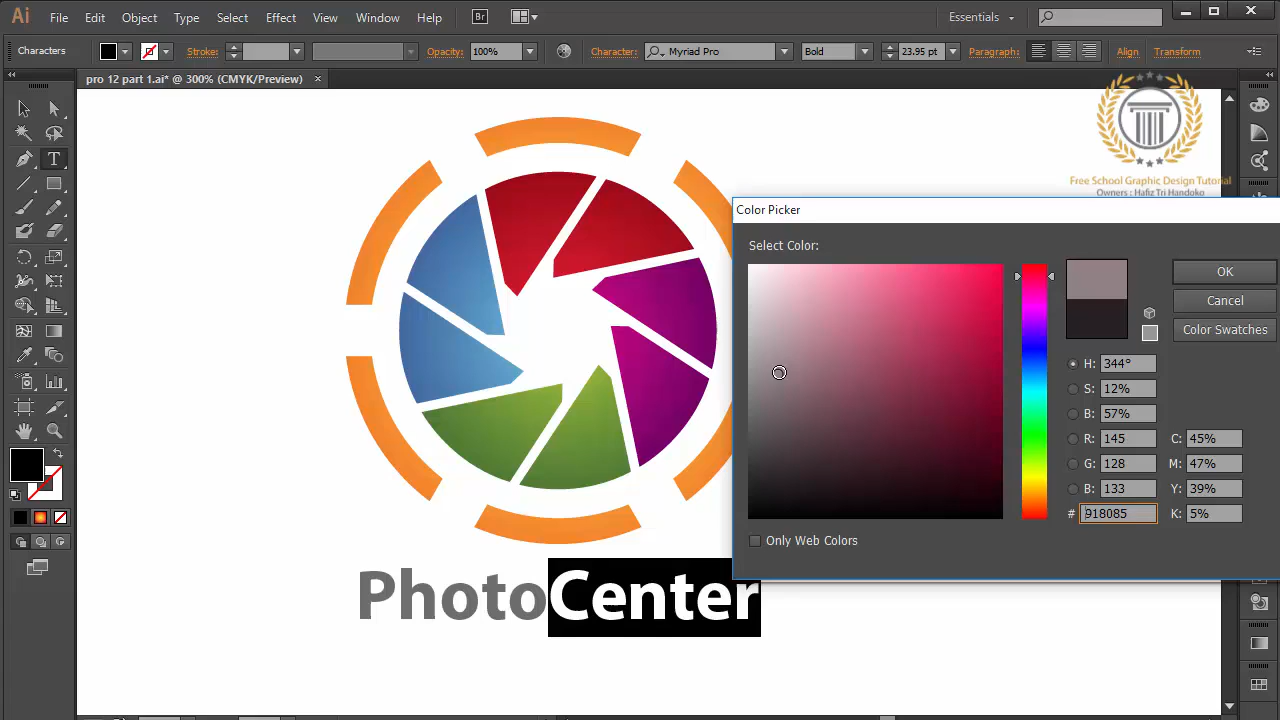 Ai File Edit Object Type Select Effect View Window Help Br Essentials
Characters Stroke: Opacity: 100% Character: Myriad Pro Bold 23.95 pt Paragraph: Align Transform
pro 12 part 1.ai* @ 300% (CMYK/Preview) ×
Free School Graphic Design Tutorial
Owners : Hafiz Tri Handoko
Color Picker
Select Color:
OK
Cancel
Color Swatches
H: 344°
S: 12%
B: 57%
R: 145 C: 45%
G: 128 M: 47%
B: 133 Y: 39%
# 918085 K: 5%
Only Web Colors
T
PhotoCenter